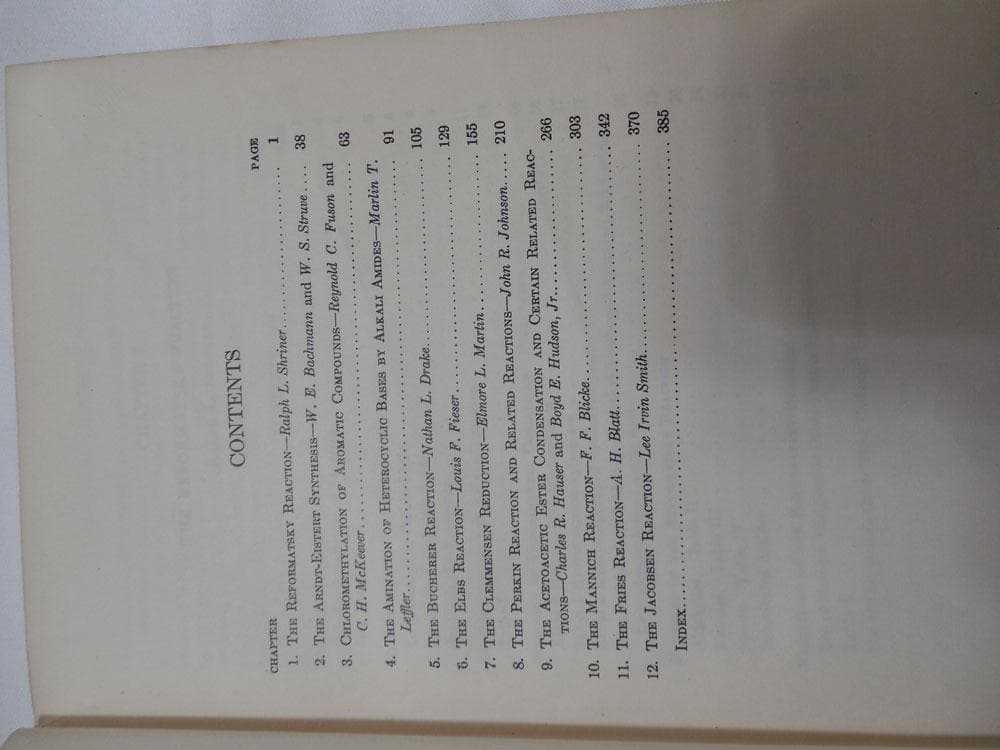 CONTENTS
CHAPTER PAGE
1. THE REFORMATSKY REACTION—Ralph L. Shriner 1
2. THE ARNDT-EISTERT SYNTHESIS—W. E. Bachmann and W. S. Struve 38
3. CHLOROMETHYLATION OF AROMATIC COMPOUNDS—Reynold C. Fuson and
C. H. McKeever 63
4. THE AMINATION OF HETEROCYCLIC BASES BY ALKALI AMIDES—Marlin T.
Leffler 91
5. THE BUCHERER REACTION—Nathan L. Drake 105
6. THE ELBS REACTION—Louis F. Fieser 129
7. THE CLEMMENSEN REDUCTION—Elmore L. Martin 155
8. THE PERKIN REACTION AND RELATED REACTIONS—John R. Johnson 210
9. THE ACETOACETIC ESTER CONDENSATION AND CERTAIN RELATED REAC-
TIONS—Charles R. Hauser and Boyd E. Hudson, Jr. 266
10. THE MANNICH REACTION—F. F. Blicke 303
11. THE FRIES REACTION—A. H. Blatt 342
12. THE JACOBSEN REACTION—Lee Irvin Smith 370
INDEX 385